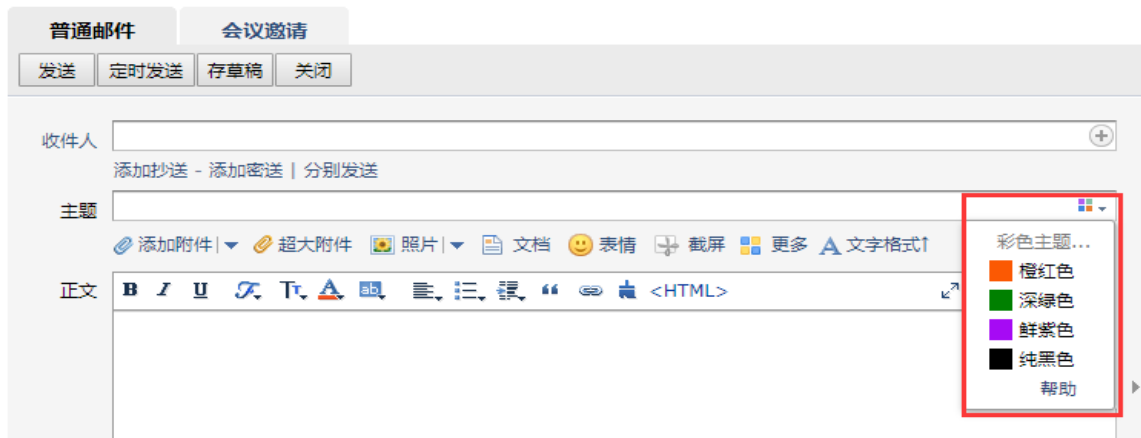 普通邮件 会议邀请
发送 定时发送 存草稿 关闭
收件人
添加抄送 - 添加密送 | 分别发送
主题
彩色主题...
添加附件| 超大附件 照片| 文档 表情 截屏 更多 A 文字格式↑
橙红色
正文 B I U F Tт A ab “ <HTML>
深绿色
鲜紫色
纯黑色
帮助